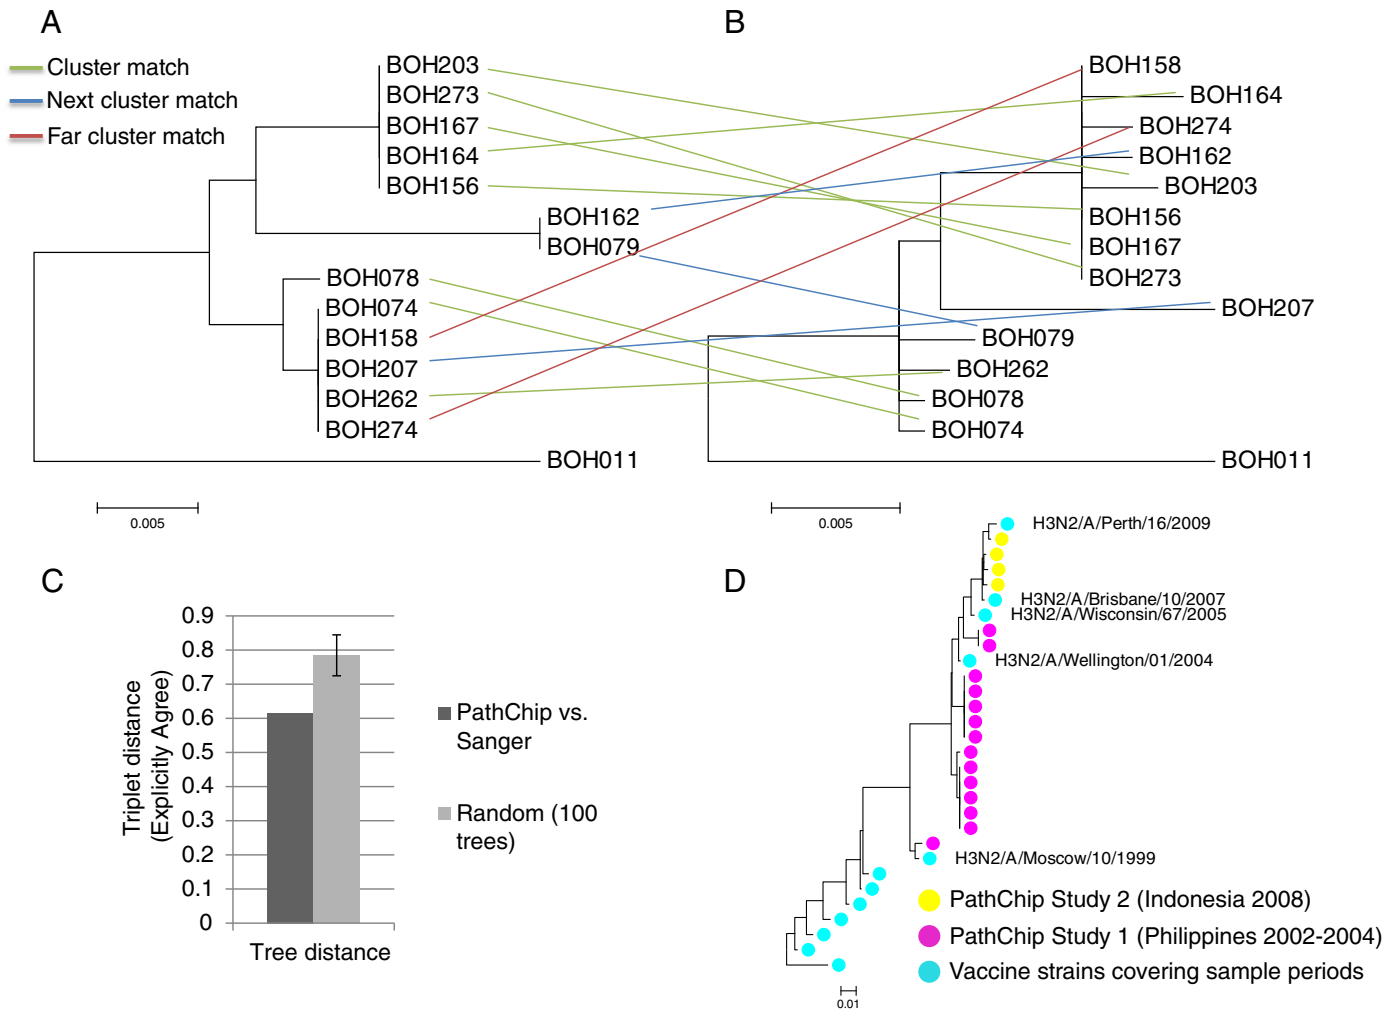 A
Cluster match
Next cluster match
Far cluster match
BOH203
BOH273
BOH167
BOH164
BOH156
BOH162
BOH079
BOH078
BOH074
BOH158
BOH207
BOH262
BOH274
BOH011
0.005
B
BOH158
BOH164
BOH274
BOH162
BOH203
BOH156
BOH167
BOH273
BOH207
BOH079
BOH262
BOH078
BOH074
BOH011
0.005
C
Triplet distance
(Explicitly Agree)
0.9
0.8
0.7
0.6
0.5
0.4
0.3
0.2
0.1
0
Tree distance
PathChip vs.
Sanger
Random (100
trees)
D
H3N2/A/Perth/16/2009
H3N2/A/Brisbane/10/2007
H3N2/A/Wisconsin/67/2005
H3N2/A/Wellington/01/2004
H3N2/A/Moscow/10/1999
PathChip Study 2 (Indonesia 2008)
PathChip Study 1 (Philippines 2002-2004)
Vaccine strains covering sample periods
0.01